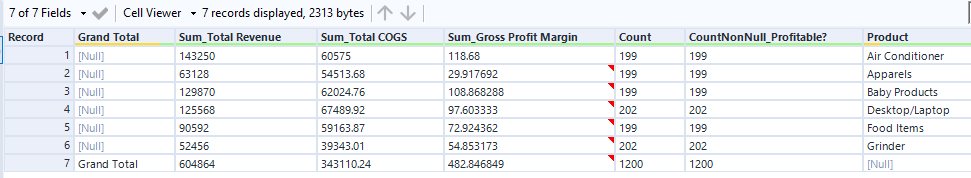 7 of 7 Fields Cell Viewer 7 records displayed, 2313 bytes
Record Grand Total Sum_Total Revenue Sum_Total COGS Sum_Gross Profit Margin Count CountNonNull_Profitable? Product
1 [Null] 143250 60575 118.68 199 199 Air Conditioner
2 [Null] 63128 54513.68 29.917692 199 199 Apparels
3 [Null] 129870 62024.76 108.868288 199 199 Baby Products
4 [Null] 125568 67489.92 97.603333 202 202 Desktop/Laptop
5 [Null] 90592 59163.87 72.924362 199 199 Food Items
6 [Null] 52456 39343.01 54.853173 202 202 Grinder
7 Grand Total 604864 343110.24 482.846849 1200 1200 [Null]